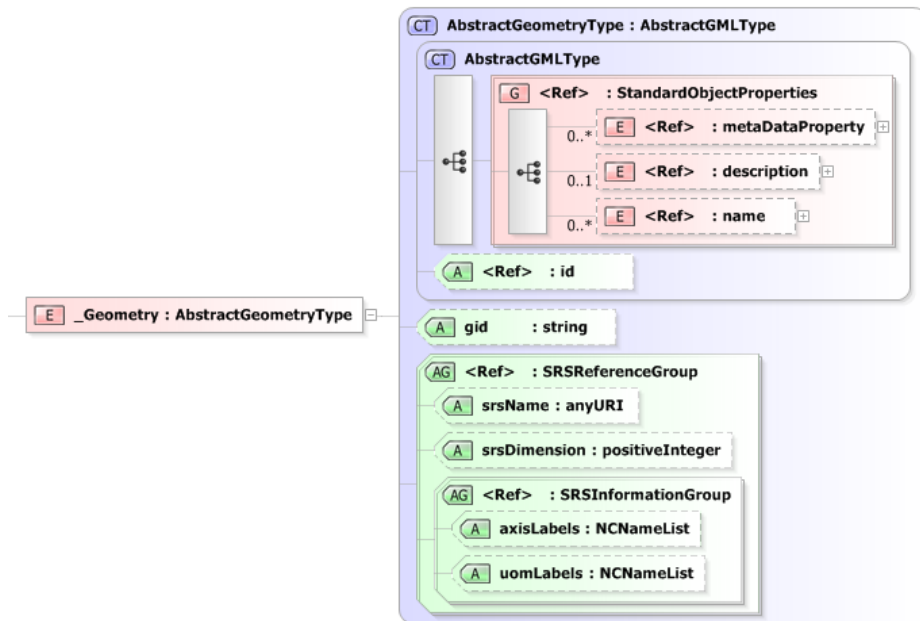 CT AbstractGeometryType : AbstractGMLType
CT AbstractGMLType
G <Ref> : StandardObjectProperties
0..* E <Ref> : metaDataProperty
0..1 E <Ref> : description
0..* E <Ref> : name
A <Ref> : id
E _Geometry : AbstractGeometryType
A gid : string
AG <Ref> : SRSReferenceGroup
A srsName : anyURI
A srsDimension : positiveInteger
AG <Ref> : SRSInformationGroup
A axisLabels : NCNameList
A uomLabels : NCNameList